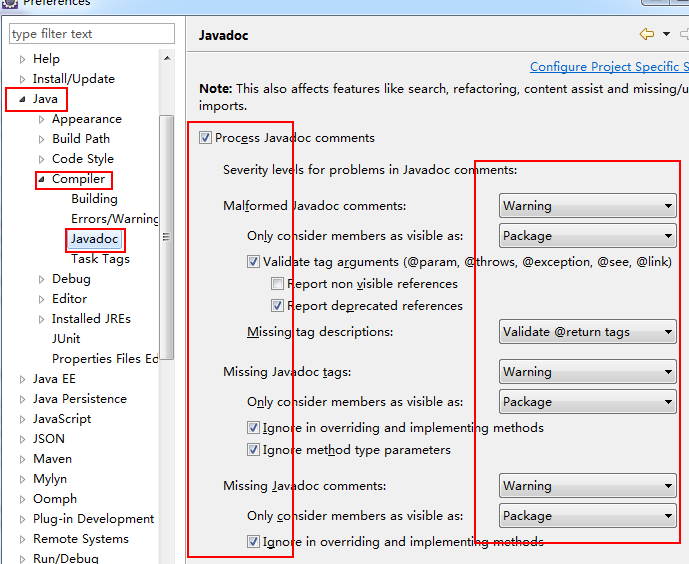 Preferences
type filter text
Help
Install/Update
Java
Appearance
Build Path
Code Style
Compiler
Building
Errors/Warning
Javadoc
Task Tags
Debug
Editor
Installed JREs
JUnit
Properties Files Ed
Java EE
Java Persistence
JavaScript
JSON
Maven
Mylyn
Oomph
Plug-in Development
Remote Systems
Run/Debug
Javadoc
Configure Project Specific S
Note: This also affects features like search, refactoring, content assist and missing/u
imports.
Process Javadoc comments
Severity levels for problems in Javadoc comments:
Malformed Javadoc comments: Warning
Only consider members as visible as: Package
Validate tag arguments (@param, @throws, @exception, @see, @link)
Report non visible references
Report deprecated references
Missing tag descriptions: Validate @return tags
Missing Javadoc tags: Warning
Only consider members as visible as: Package
Ignore in overriding and implementing methods
Ignore method type parameters
Missing Javadoc comments: Warning
Only consider members as visible as: Package
Ignore in overriding and implementing methods